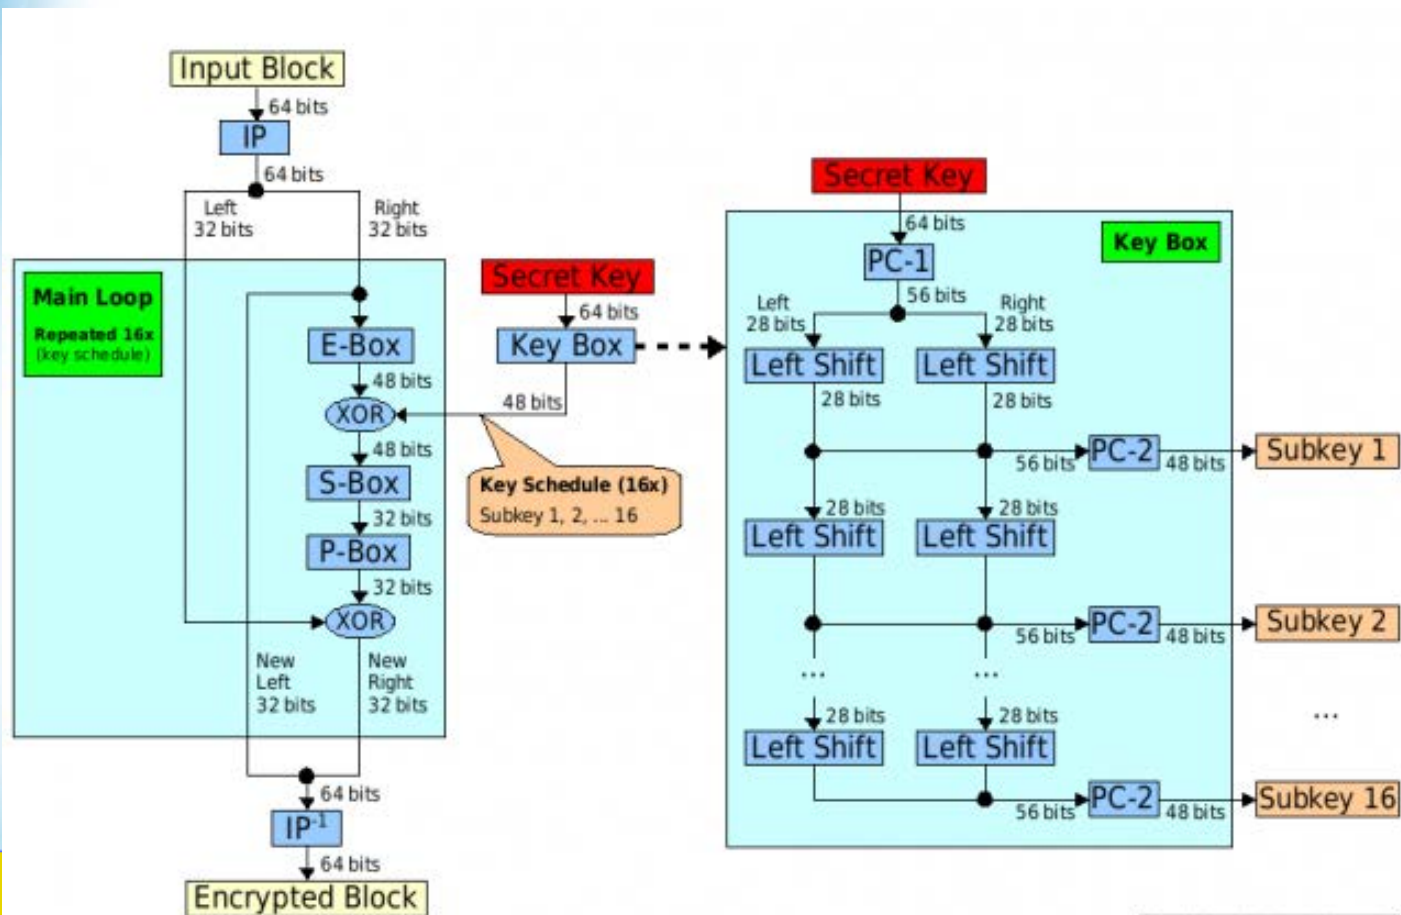 Input Block
64 bits
IP
64 bits
Left
32 bits
Right
32 bits
Main Loop
Repeated 16x
(key schedule)
E-Box
48 bits
XOR
48 bits
S-Box
32 bits
P-Box
32 bits
XOR
New
Left
32 bits
New
Right
32 bits
64 bits
IP-1
64 bits
Encrypted Block
Secret Key
64 bits
Key Box
48 bits
Key Schedule (16x)
Subkey 1, 2, ... 16
Secret Key
64 bits
Key Box
PC-1
56 bits
Left
28 bits
Right
28 bits
Left Shift
Left Shift
28 bits
28 bits
56 bits
PC-2
48 bits
Subkey 1
28 bits
28 bits
Left Shift
Left Shift
56 bits
PC-2
48 bits
Subkey 2
...
...
...
28 bits
28 bits
Left Shift
Left Shift
56 bits
PC-2
48 bits
Subkey 16